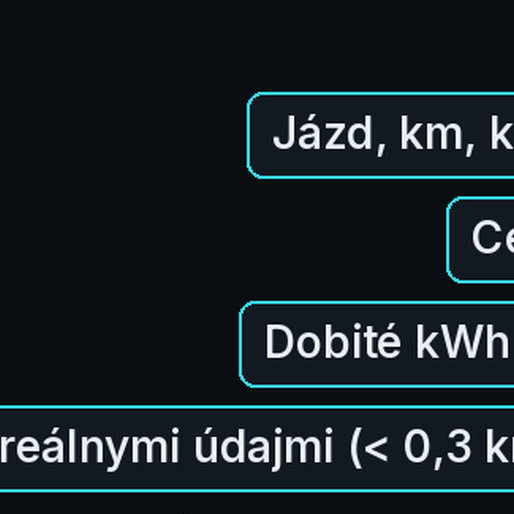 Jázd, km, k
Ce
Dobité kWh
reálnymi údajmi (< 0,3 k